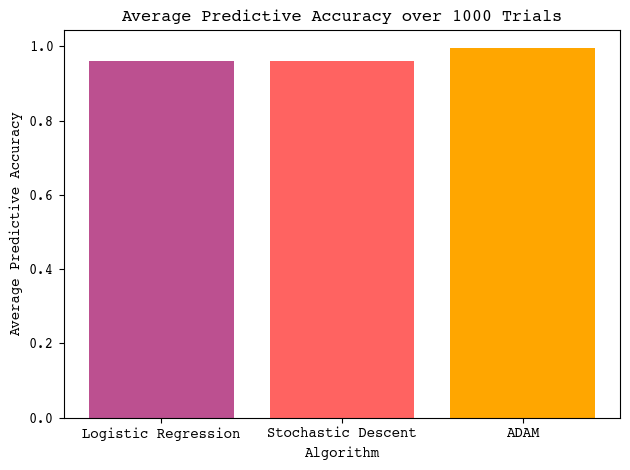 Average Predictive Accuracy over 1000 Trials
Average Predictive Accuracy
1.0
0.8
0.6
0.4
0.2
0.0
Logistic Regression Stochastic Descent ADAM
Algorithm